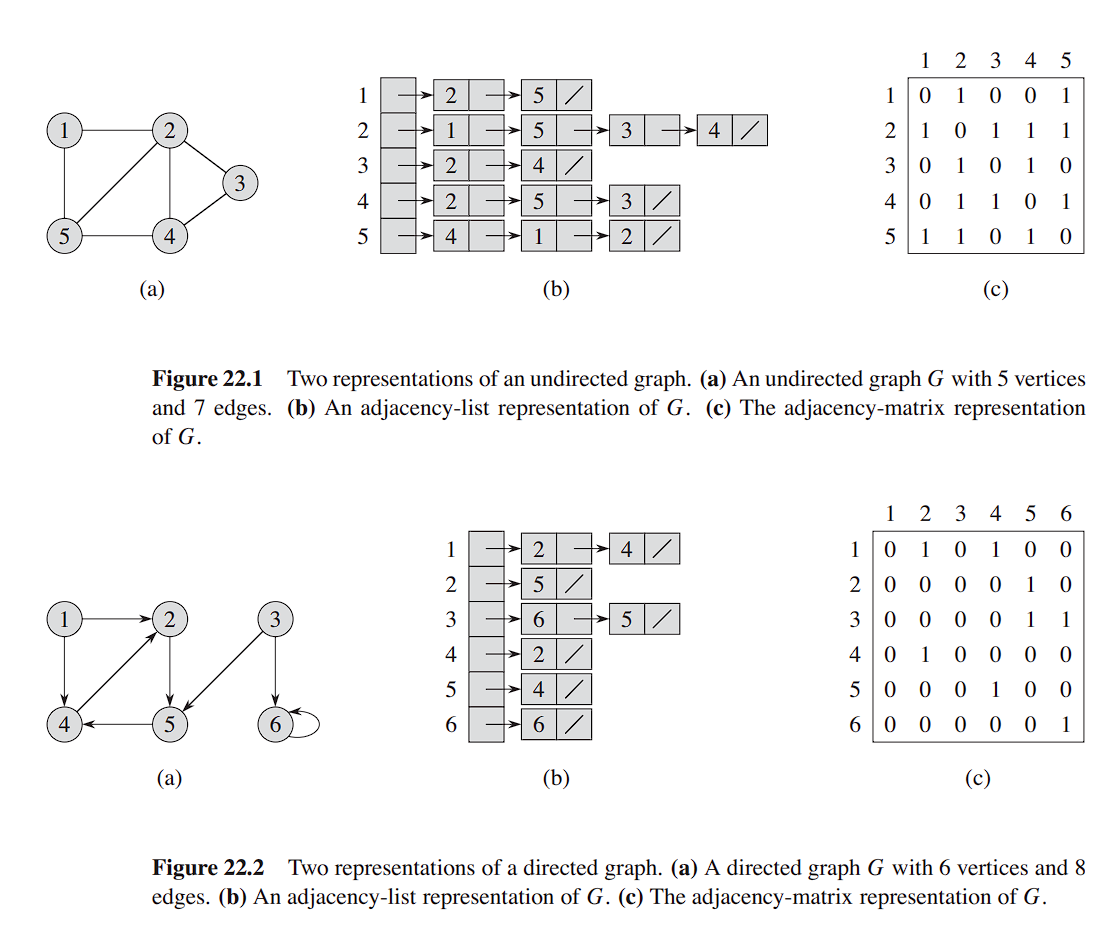 1 2 3 4 5
1 2 5 1 0 1 0 0 1
1 2 2 1 5 3 4 2 1 0 1 1 1
3 3 2 4 3 0 1 0 1 0
4 2 5 3 4 0 1 1 0 1
5 4 5 4 1 2 5 1 1 0 1 0
(a) (b) (c)
Figure 22.1 Two representations of an undirected graph. (a) An undirected graph G with 5 vertices
and 7 edges. (b) An adjacency-list representation of G. (c) The adjacency-matrix representation
of G.
1 2 3 4 5 6
1 2 4 1 0 1 0 1 0 0
2 5 2 0 0 0 0 1 0
1 2 3 3 6 5 3 0 0 0 0 1 1
4 2 4 0 1 0 0 0 0
5 4 5 0 0 0 1 0 0
4 5 6 6 6 6 0 0 0 0 0 1
(a) (b) (c)
Figure 22.2 Two representations of a directed graph. (a) A directed graph G with 6 vertices and 8
edges. (b) An adjacency-list representation of G. (c) The adjacency-matrix representation of G.